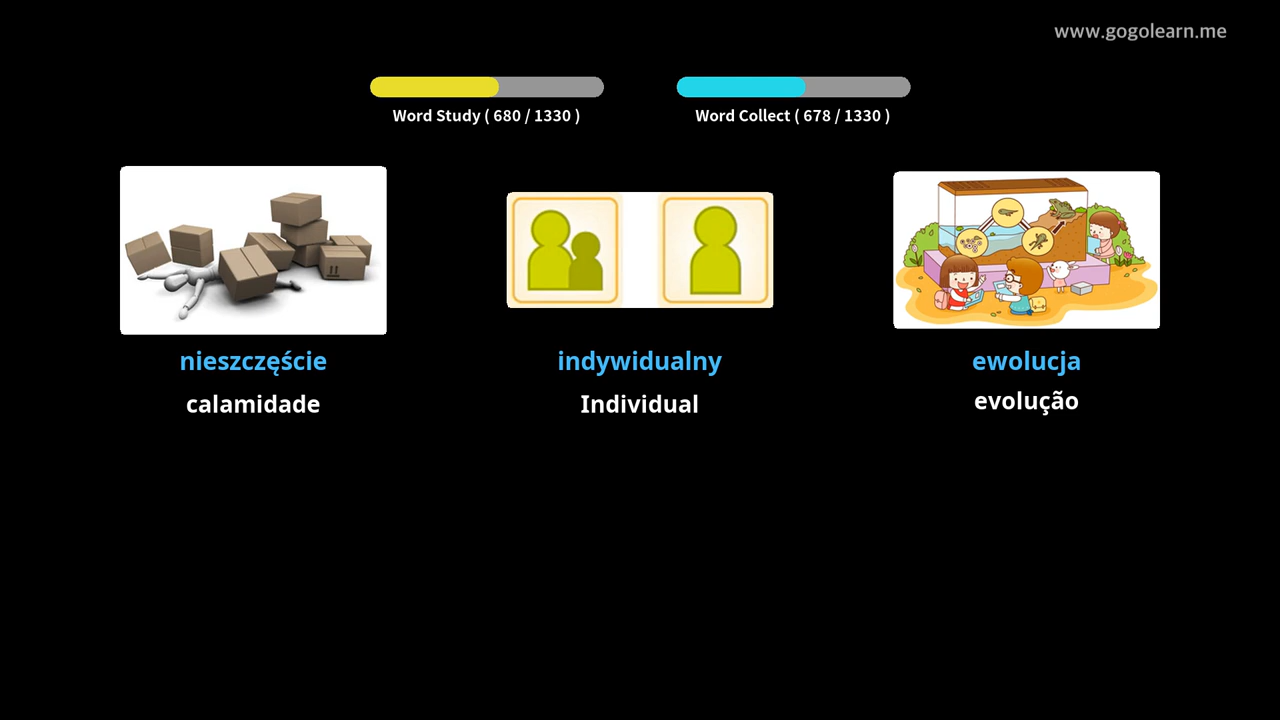 www.gogolearn.me
Word Study ( 680 / 1330 )
Word Collect ( 678 / 1330 )
nieszczęście
indywidualny
ewolucja
calamidade
Individual
evolução